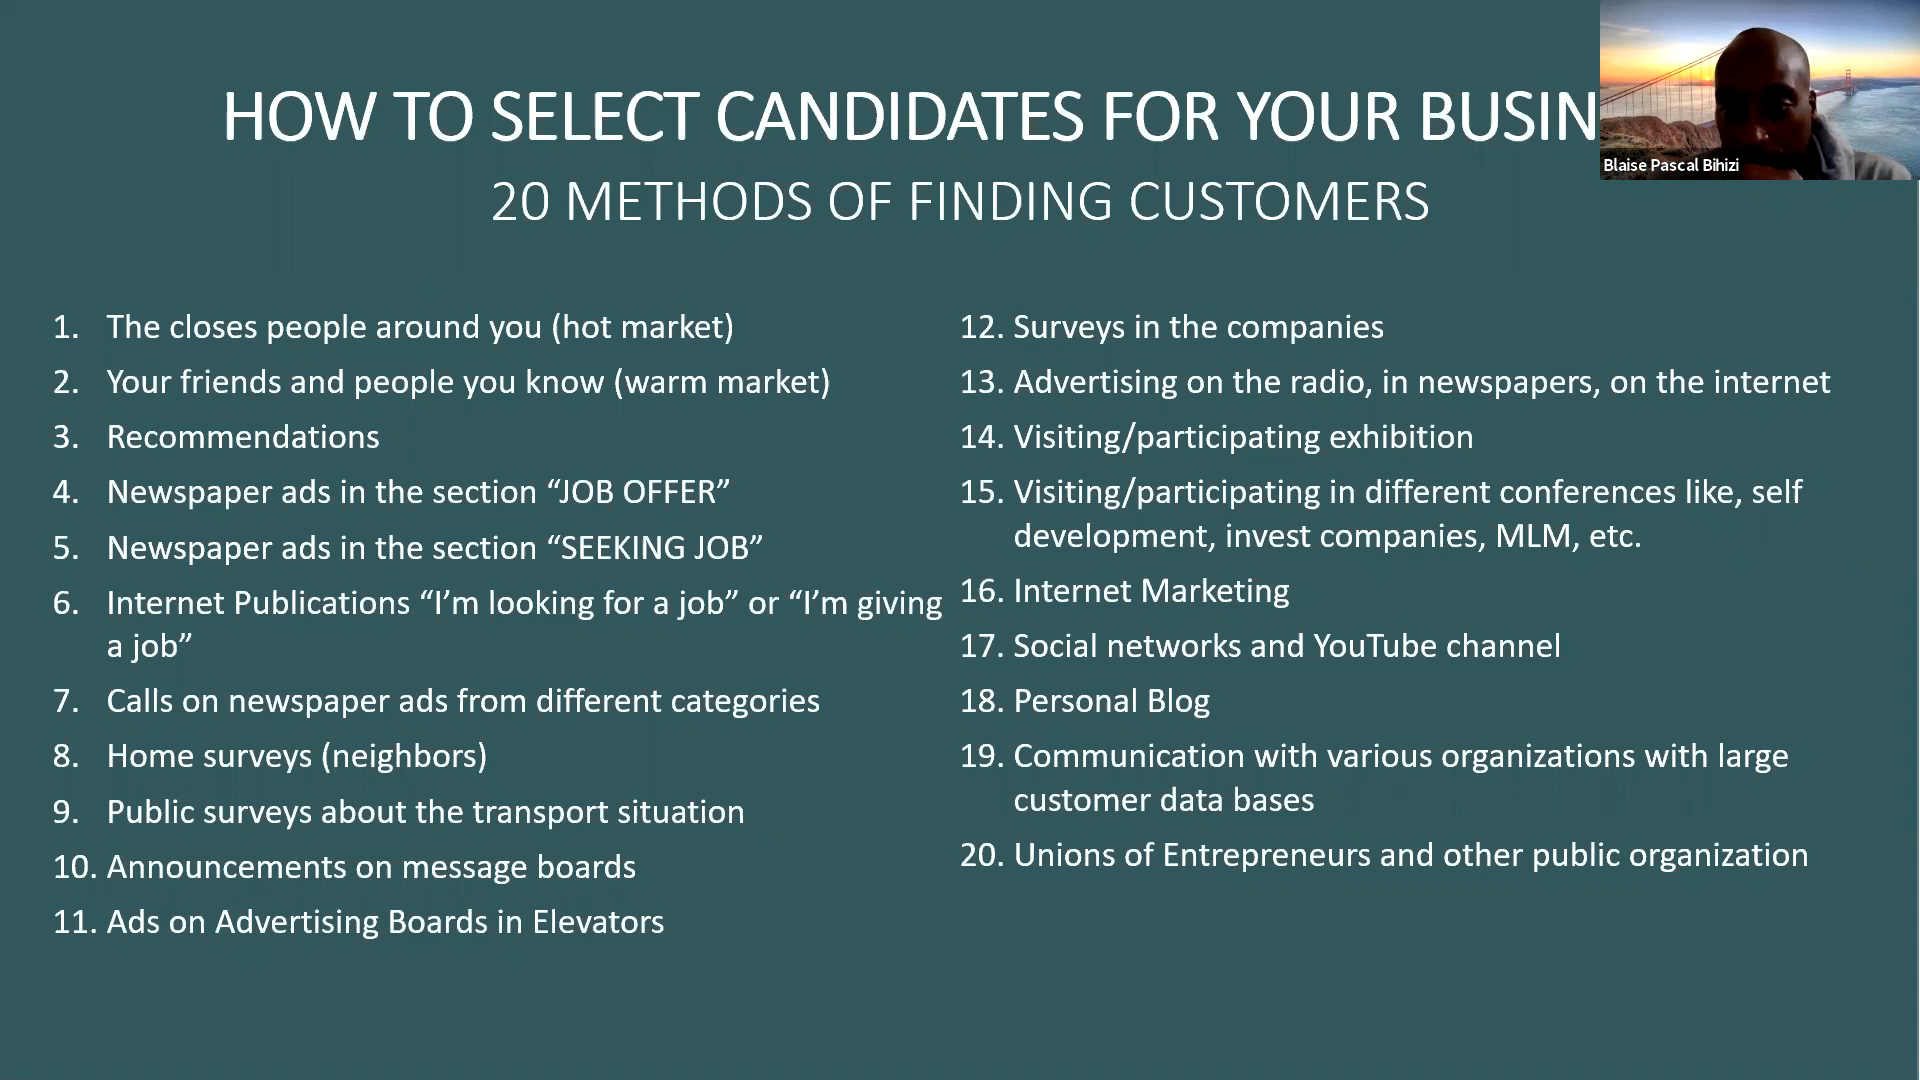 HOW TO SELECT CANDIDATES FOR YOUR BUSIN
20 METHODS OF FINDING CUSTOMERS
Blaise Pascal Bihizi
1. The closes people around you (hot market)
2. Your friends and people you know (warm market)
3. Recommendations
4. Newspaper ads in the section “JOB OFFER”
5. Newspaper ads in the section “SEEKING JOB”
6. Internet Publications “I’m looking for a job” or “I’m giving
a job”
7. Calls on newspaper ads from different categories
8. Home surveys (neighbors)
9. Public surveys about the transport situation
10. Announcements on message boards
11. Ads on Advertising Boards in Elevators
12. Surveys in the companies
13. Advertising on the radio, in newspapers, on the internet
14. Visiting/participating exhibition
15. Visiting/participating in different conferences like, self
development, invest companies, MLM, etc.
16. Internet Marketing
17. Social networks and YouTube channel
18. Personal Blog
19. Communication with various organizations with large
customer data bases
20. Unions of Entrepreneurs and other public organization